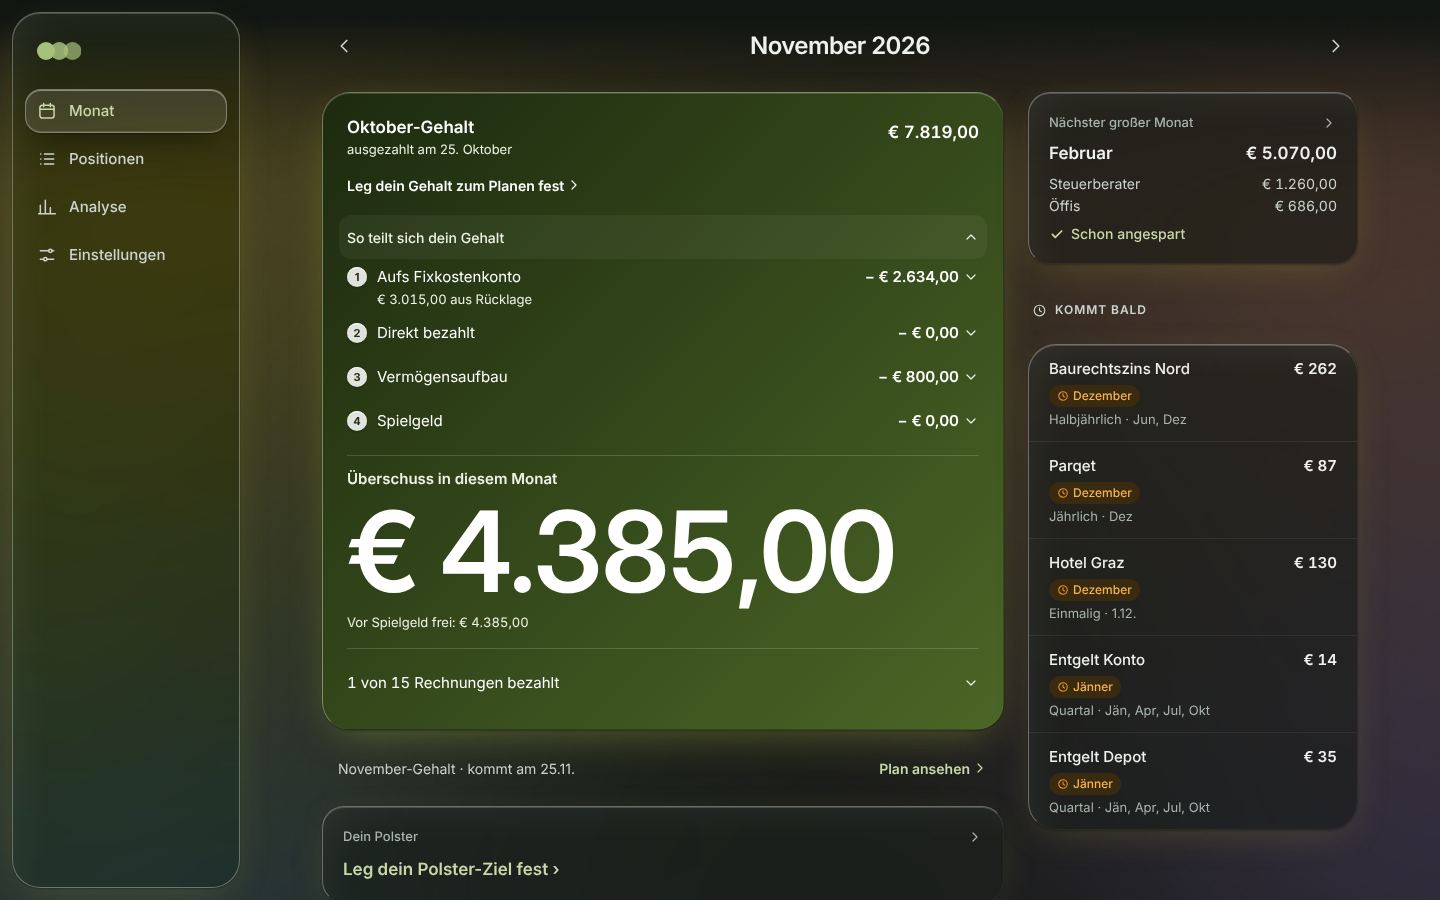 Monat
Positionen
Analyse
Einstellungen
November 2026
Oktober-Gehalt
€ 7.819,00
ausgezahlt am 25. Oktober
Leg dein Gehalt zum Planen fest
So teilt sich dein Gehalt
1 Aufs Fixkostenkonto – € 2.634,00
€ 3.015,00 aus Rücklage
2 Direkt bezahlt – € 0,00
3 Vermögensaufbau – € 800,00
4 Spielgeld – € 0,00
Überschuss in diesem Monat
€ 4.385,00
Vor Spielgeld frei: € 4.385,00
1 von 15 Rechnungen bezahlt
November-Gehalt · kommt am 25.11.
Plan ansehen
Dein Polster
Leg dein Polster-Ziel fest ›
Nächster großer Monat
Februar € 5.070,00
Steuerberater € 1.260,00
Öffis € 686,00
Schon angespart
KOMMT BALD
Baurechtszins Nord € 262
Dezember
Halbjährlich · Jun, Dez
Parqet € 87
Dezember
Jährlich · Dez
Hotel Graz € 130
Dezember
Einmalig · 1.12.
Entgelt Konto € 14
Jänner
Quartal · Jän, Apr, Jul, Okt
Entgelt Depot € 35
Jänner
Quartal · Jän, Apr, Jul, Okt